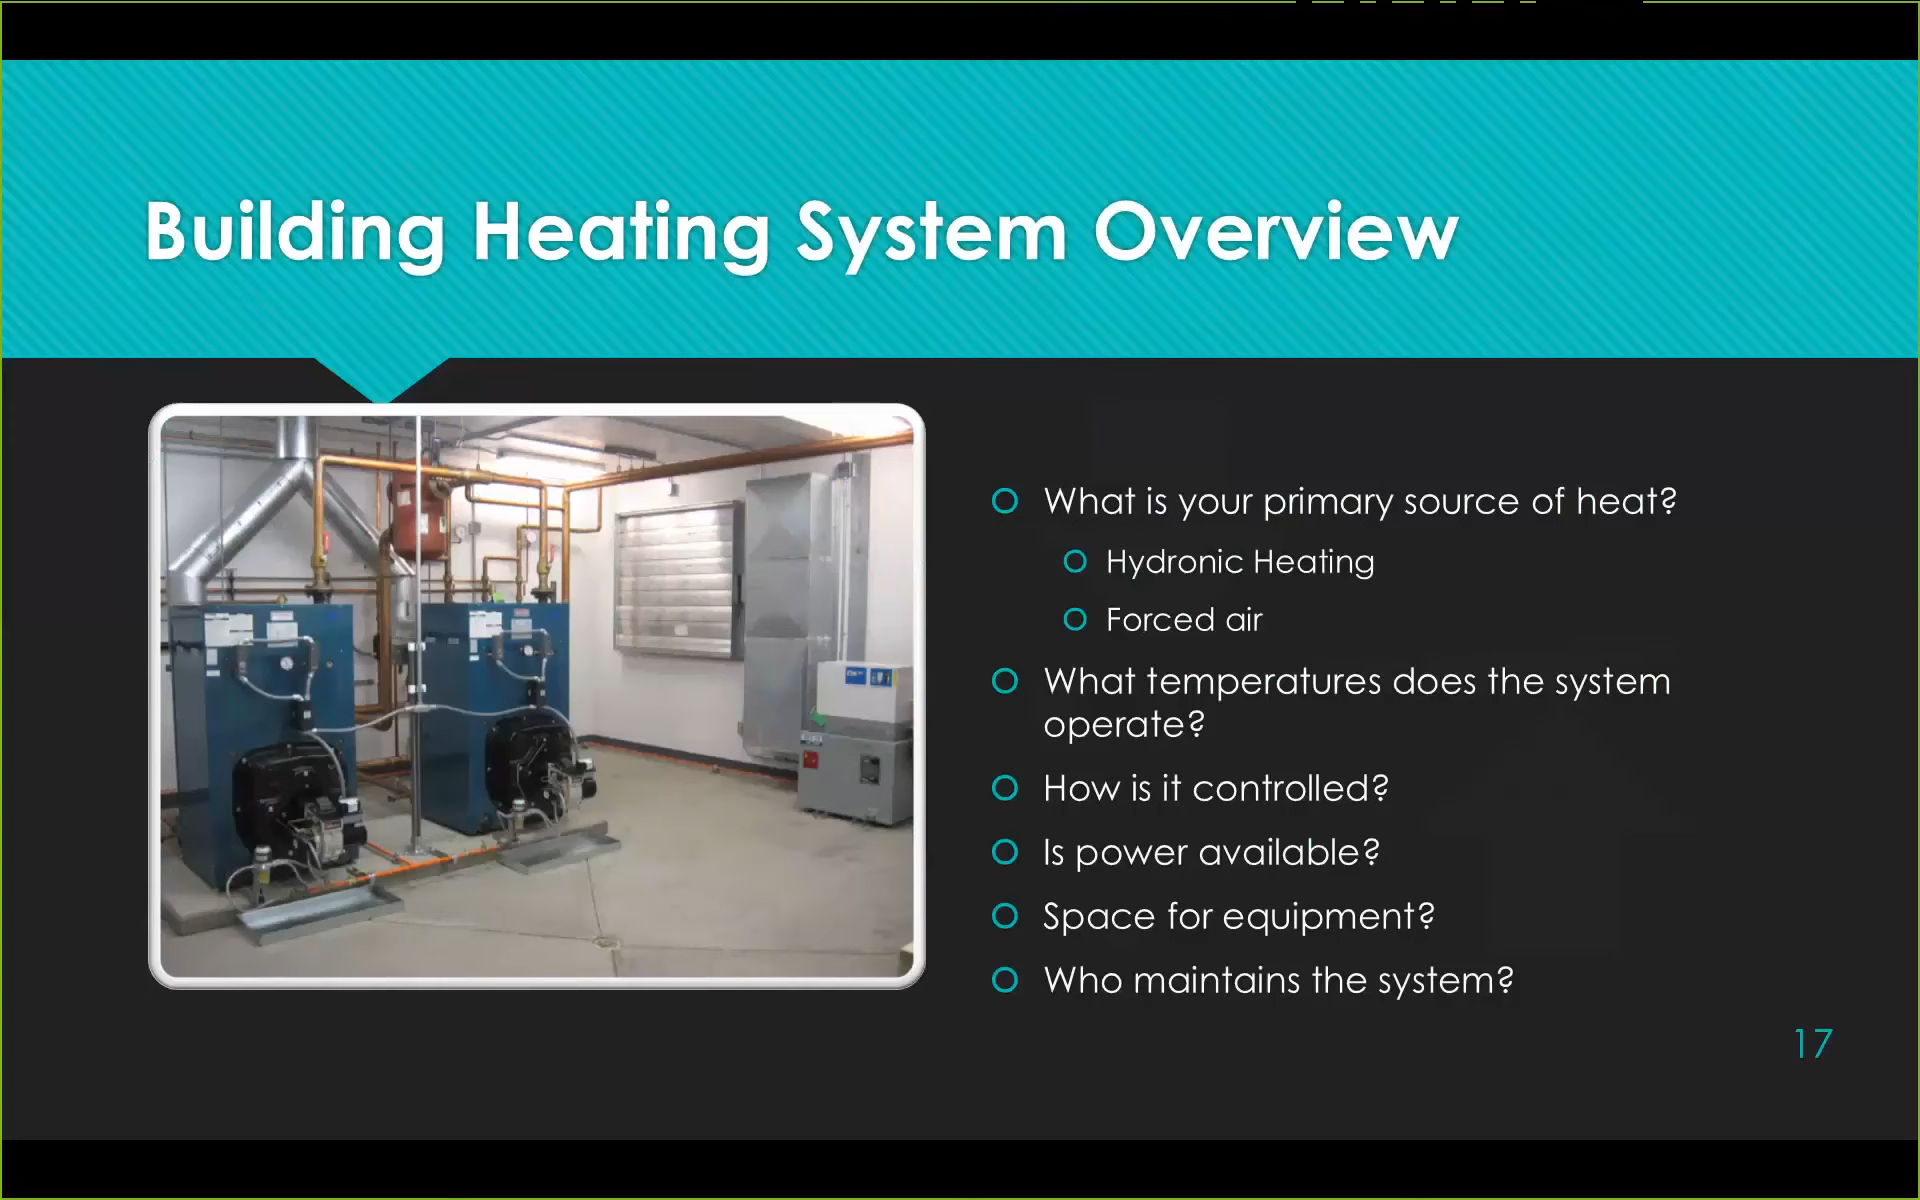 Building Heating System Overview
What is your primary source of heat?
Hydronic Heating
Forced air
What temperatures does the system
operate?
How is it controlled?
Is power available?
Space for equipment?
Who maintains the system?
17